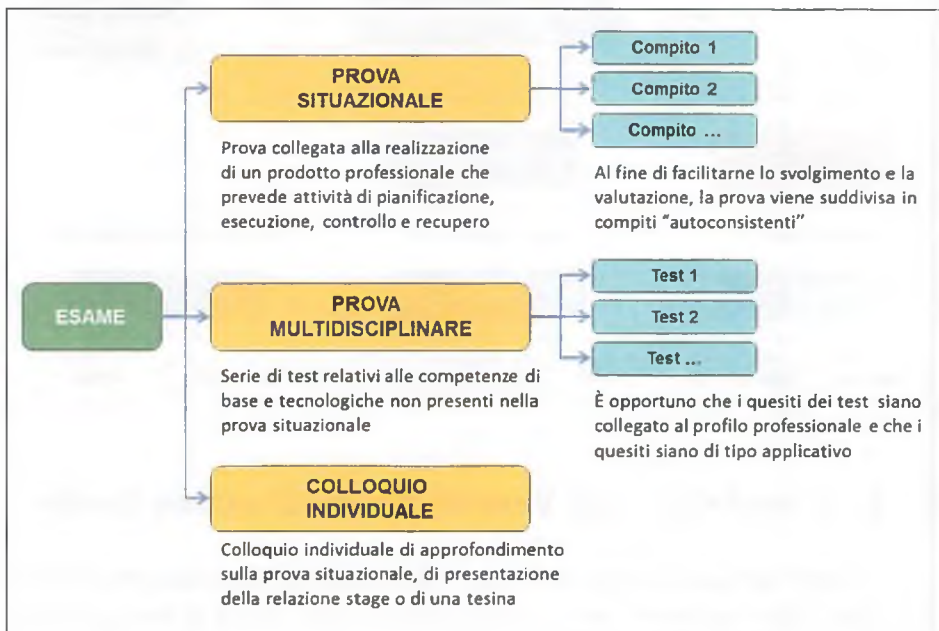 PROVA
SITUAZIONALE
Prova collegata alla realizzazione
di un prodotto professionale che
prevede attività di pianificazione,
esecuzione, controllo e recupero
Compito 1
Compito 2
Compito ...
Al fine di facilitarne lo svolgimento e la
valutazione, la prova viene suddivisa in
compiti “autoconsistenti”
ESAME
PROVA
MULTIDISCIPLINARE
Serie di test relativi alle competenze di
base e tecnologiche non presenti nella
prova situazionale
Test 1
Test 2
Test ...
È opportuno che i quesiti dei test siano
collegato al profilo professionale e che i
quesiti siano di tipo applicativo
COLLOQUIO
INDIVIDUALE
Colloquio individuale di approfondimento
sulla prova situazionale, di presentazione
della relazione stage o di una tesina